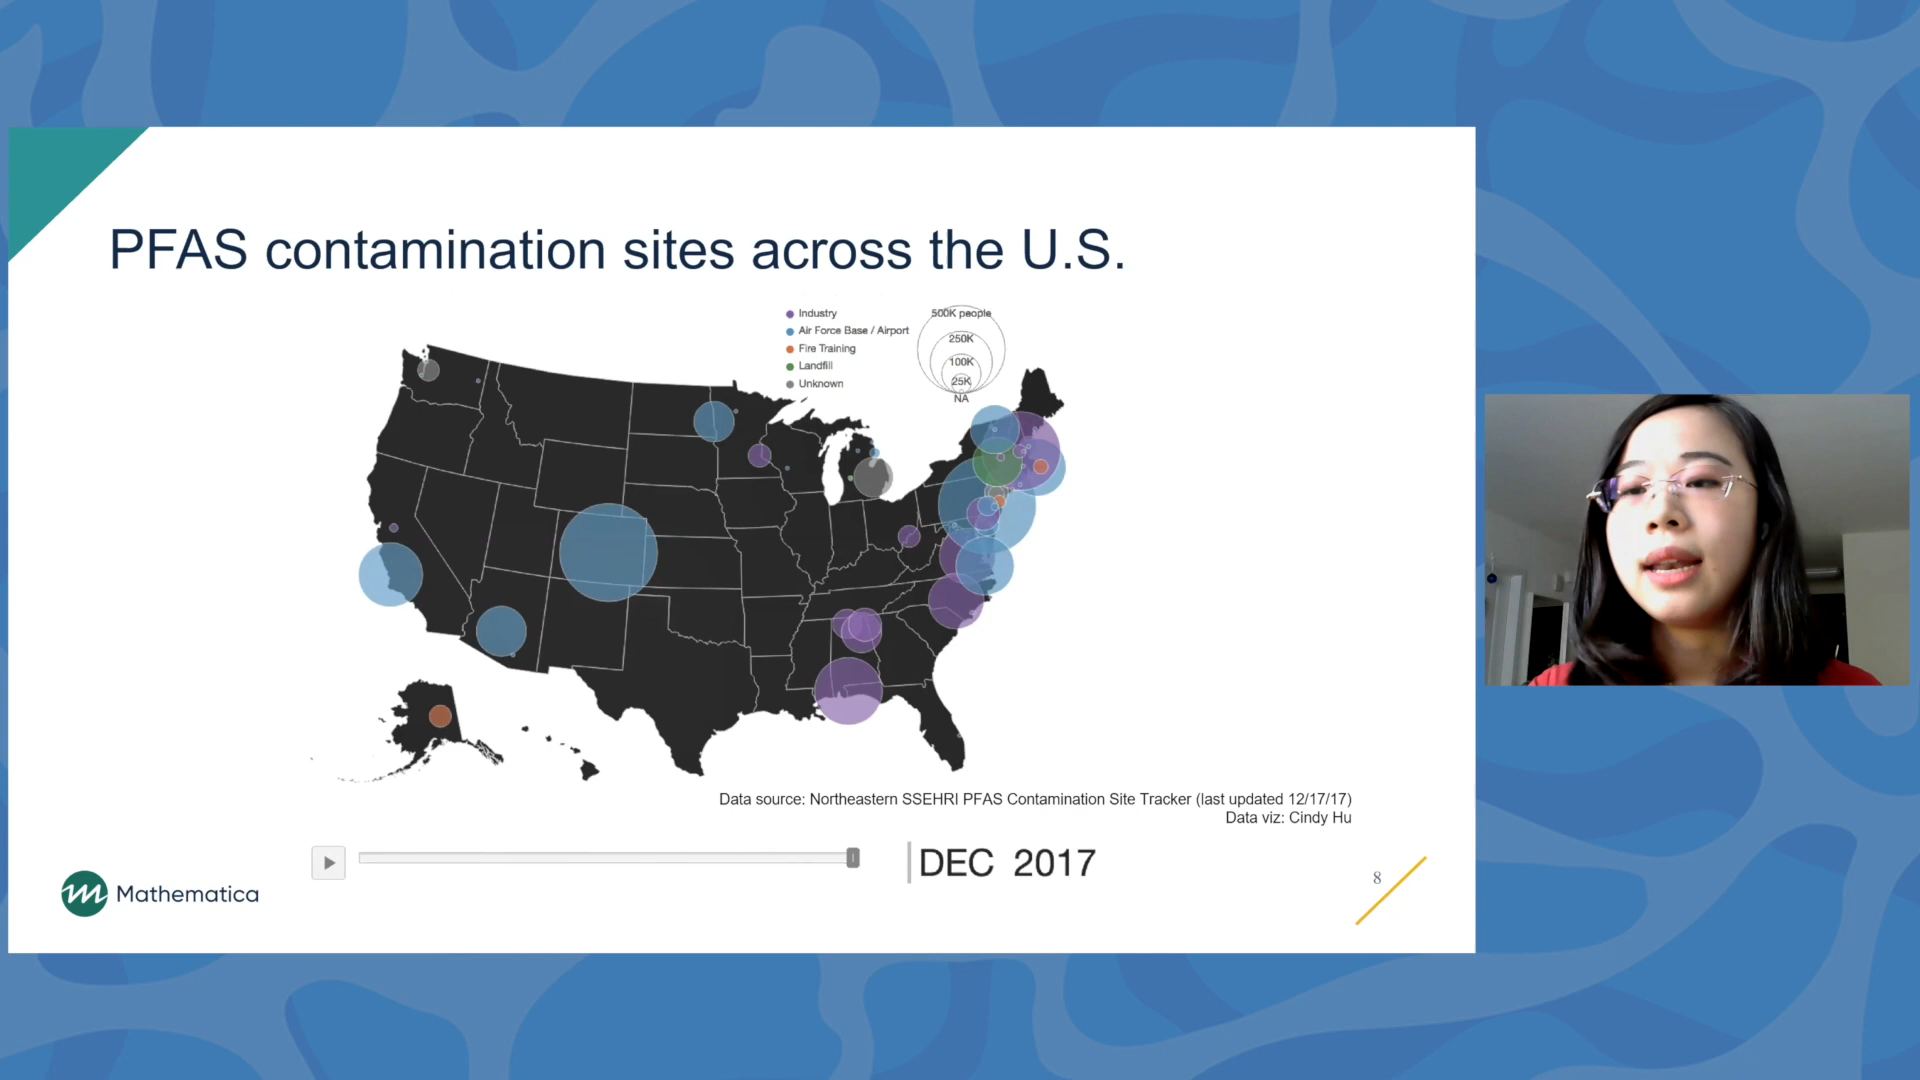 PFAS contamination sites across the U.S.
Industry
Air Force Base / Airport
Fire Training
Landfill
Unknown
500K people
250K
100K
25K
NA
Data source: Northeastern SSEHRI PFAS Contamination Site Tracker (last updated 12/17/17)
Data viz: Cindy Hu
DEC 2017
Mathematica
8